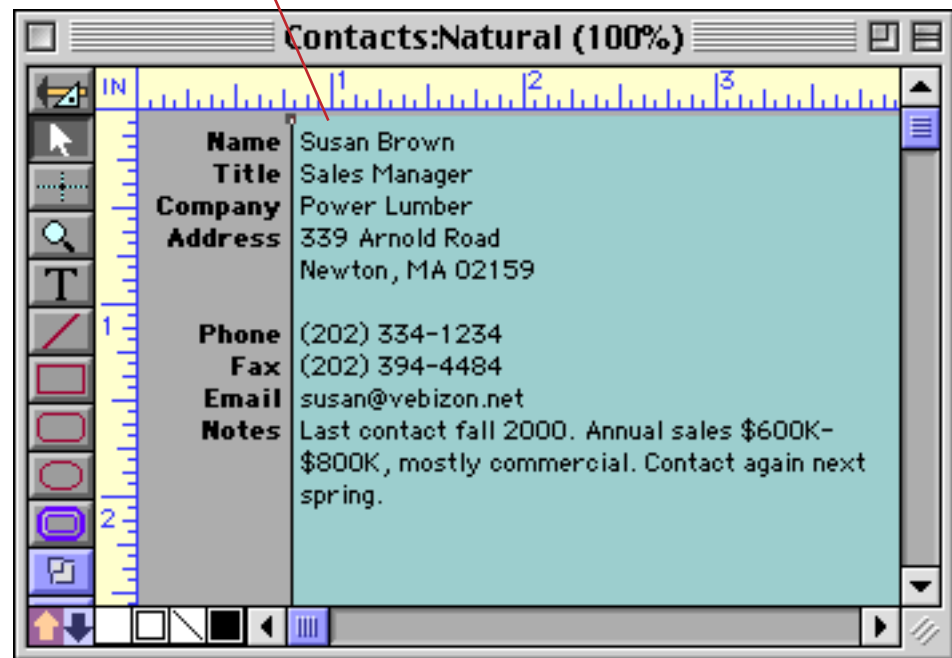 Contacts:Natural (100%)
IN 1 2 3
Name Susan Brown
Title Sales Manager
Company Power Lumber
Address 339 Arnold Road
Newton, MA 02159
1
Phone (202) 334-1234
Fax (202) 394-4484
Email susan@vebizon.net
Notes Last contact fall 2000. Annual sales $600K-
$800K, mostly commercial. Contact again next
spring.
2
T